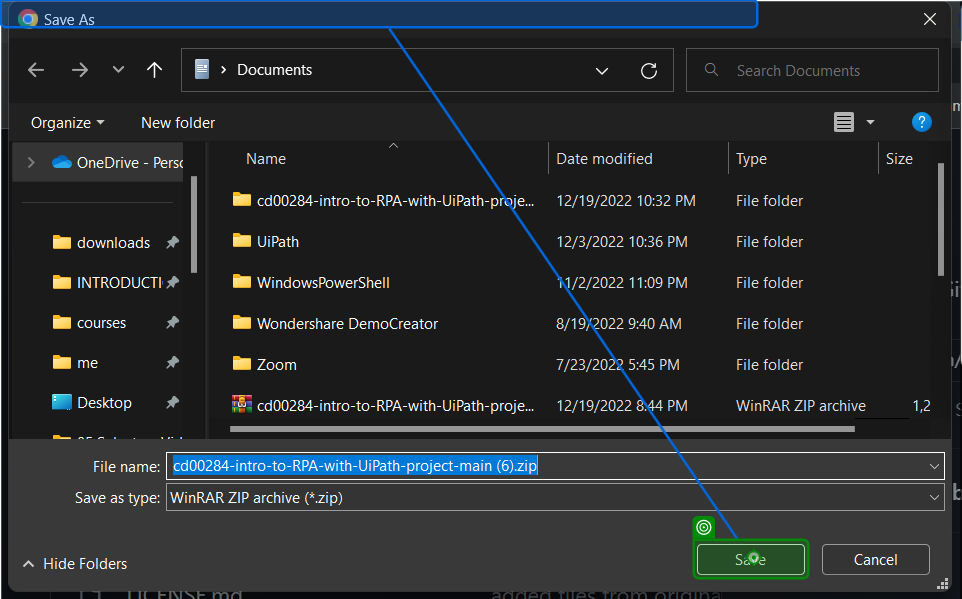 Save As
Documents
Search Documents
Organize
New folder
?
OneDrive - Perso
Name
Date modified
Type
Size
cd00284-intro-to-RPA-with-UiPath-proje... 12/19/2022 10:32 PM File folder
downloads
UiPath 12/3/2022 10:36 PM File folder
INTRODUCTI
WindowsPowerShell 11/2/2022 11:09 PM File folder
courses
Wondershare DemoCreator 8/19/2022 9:40 AM File folder
me
Zoom 7/23/2022 5:45 PM File folder
Desktop
cd00284-intro-to-RPA-with-UiPath-proje... 12/19/2022 8:44 PM WinRAR ZIP archive 1,2
File name: cd00284-intro-to-RPA-with-UiPath-project-main (6).zip
Save as type: WinRAR ZIP archive (*.zip)
Hide Folders
Save
Cancel
LICENSE.md
added files from origina